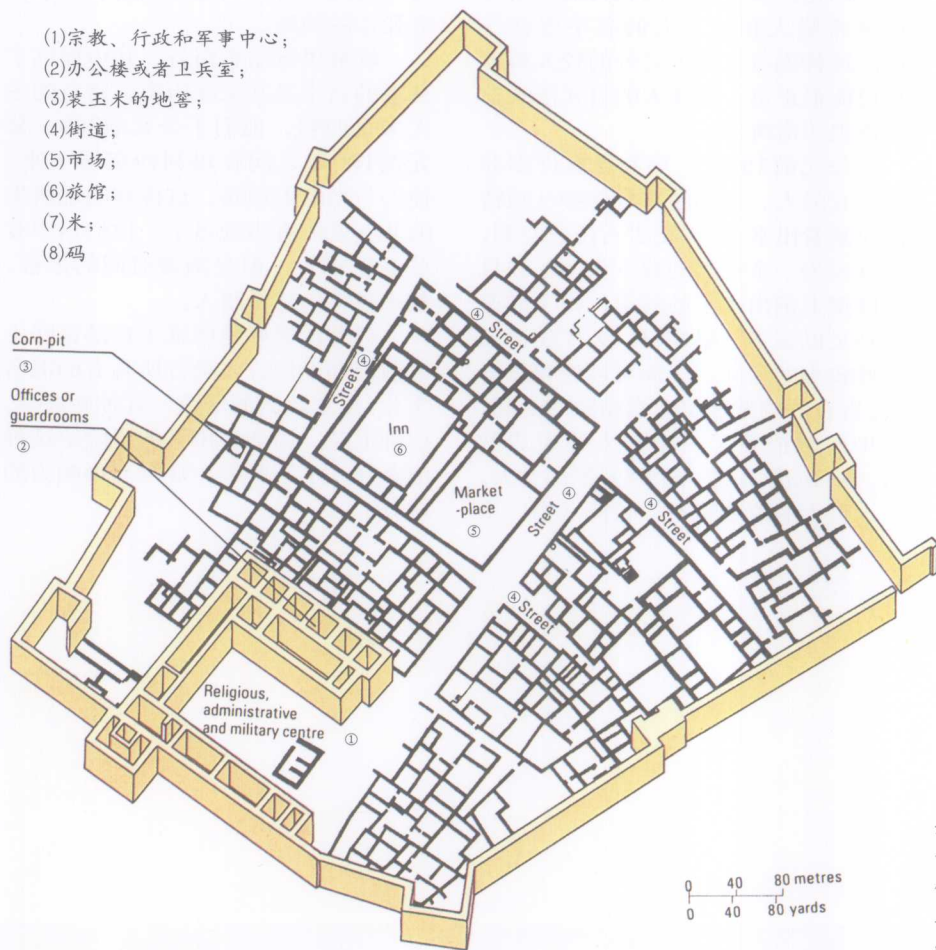 (1)宗教、行政和军事中心；
(2)办公楼或者卫兵室；
(3)装玉米的地窖；
(4)街道；
(5)市场；
(6)旅馆；
(7)米；
(8)码
Corn-pit
③
Offices or
guardrooms
②
④ Street
Street ④
Inn
⑥
Market
-place
⑤
Street ④
④ Street
④ Street
Religious,
administrative
and military centre ①
0 40 80 metres
0 40 80 yards